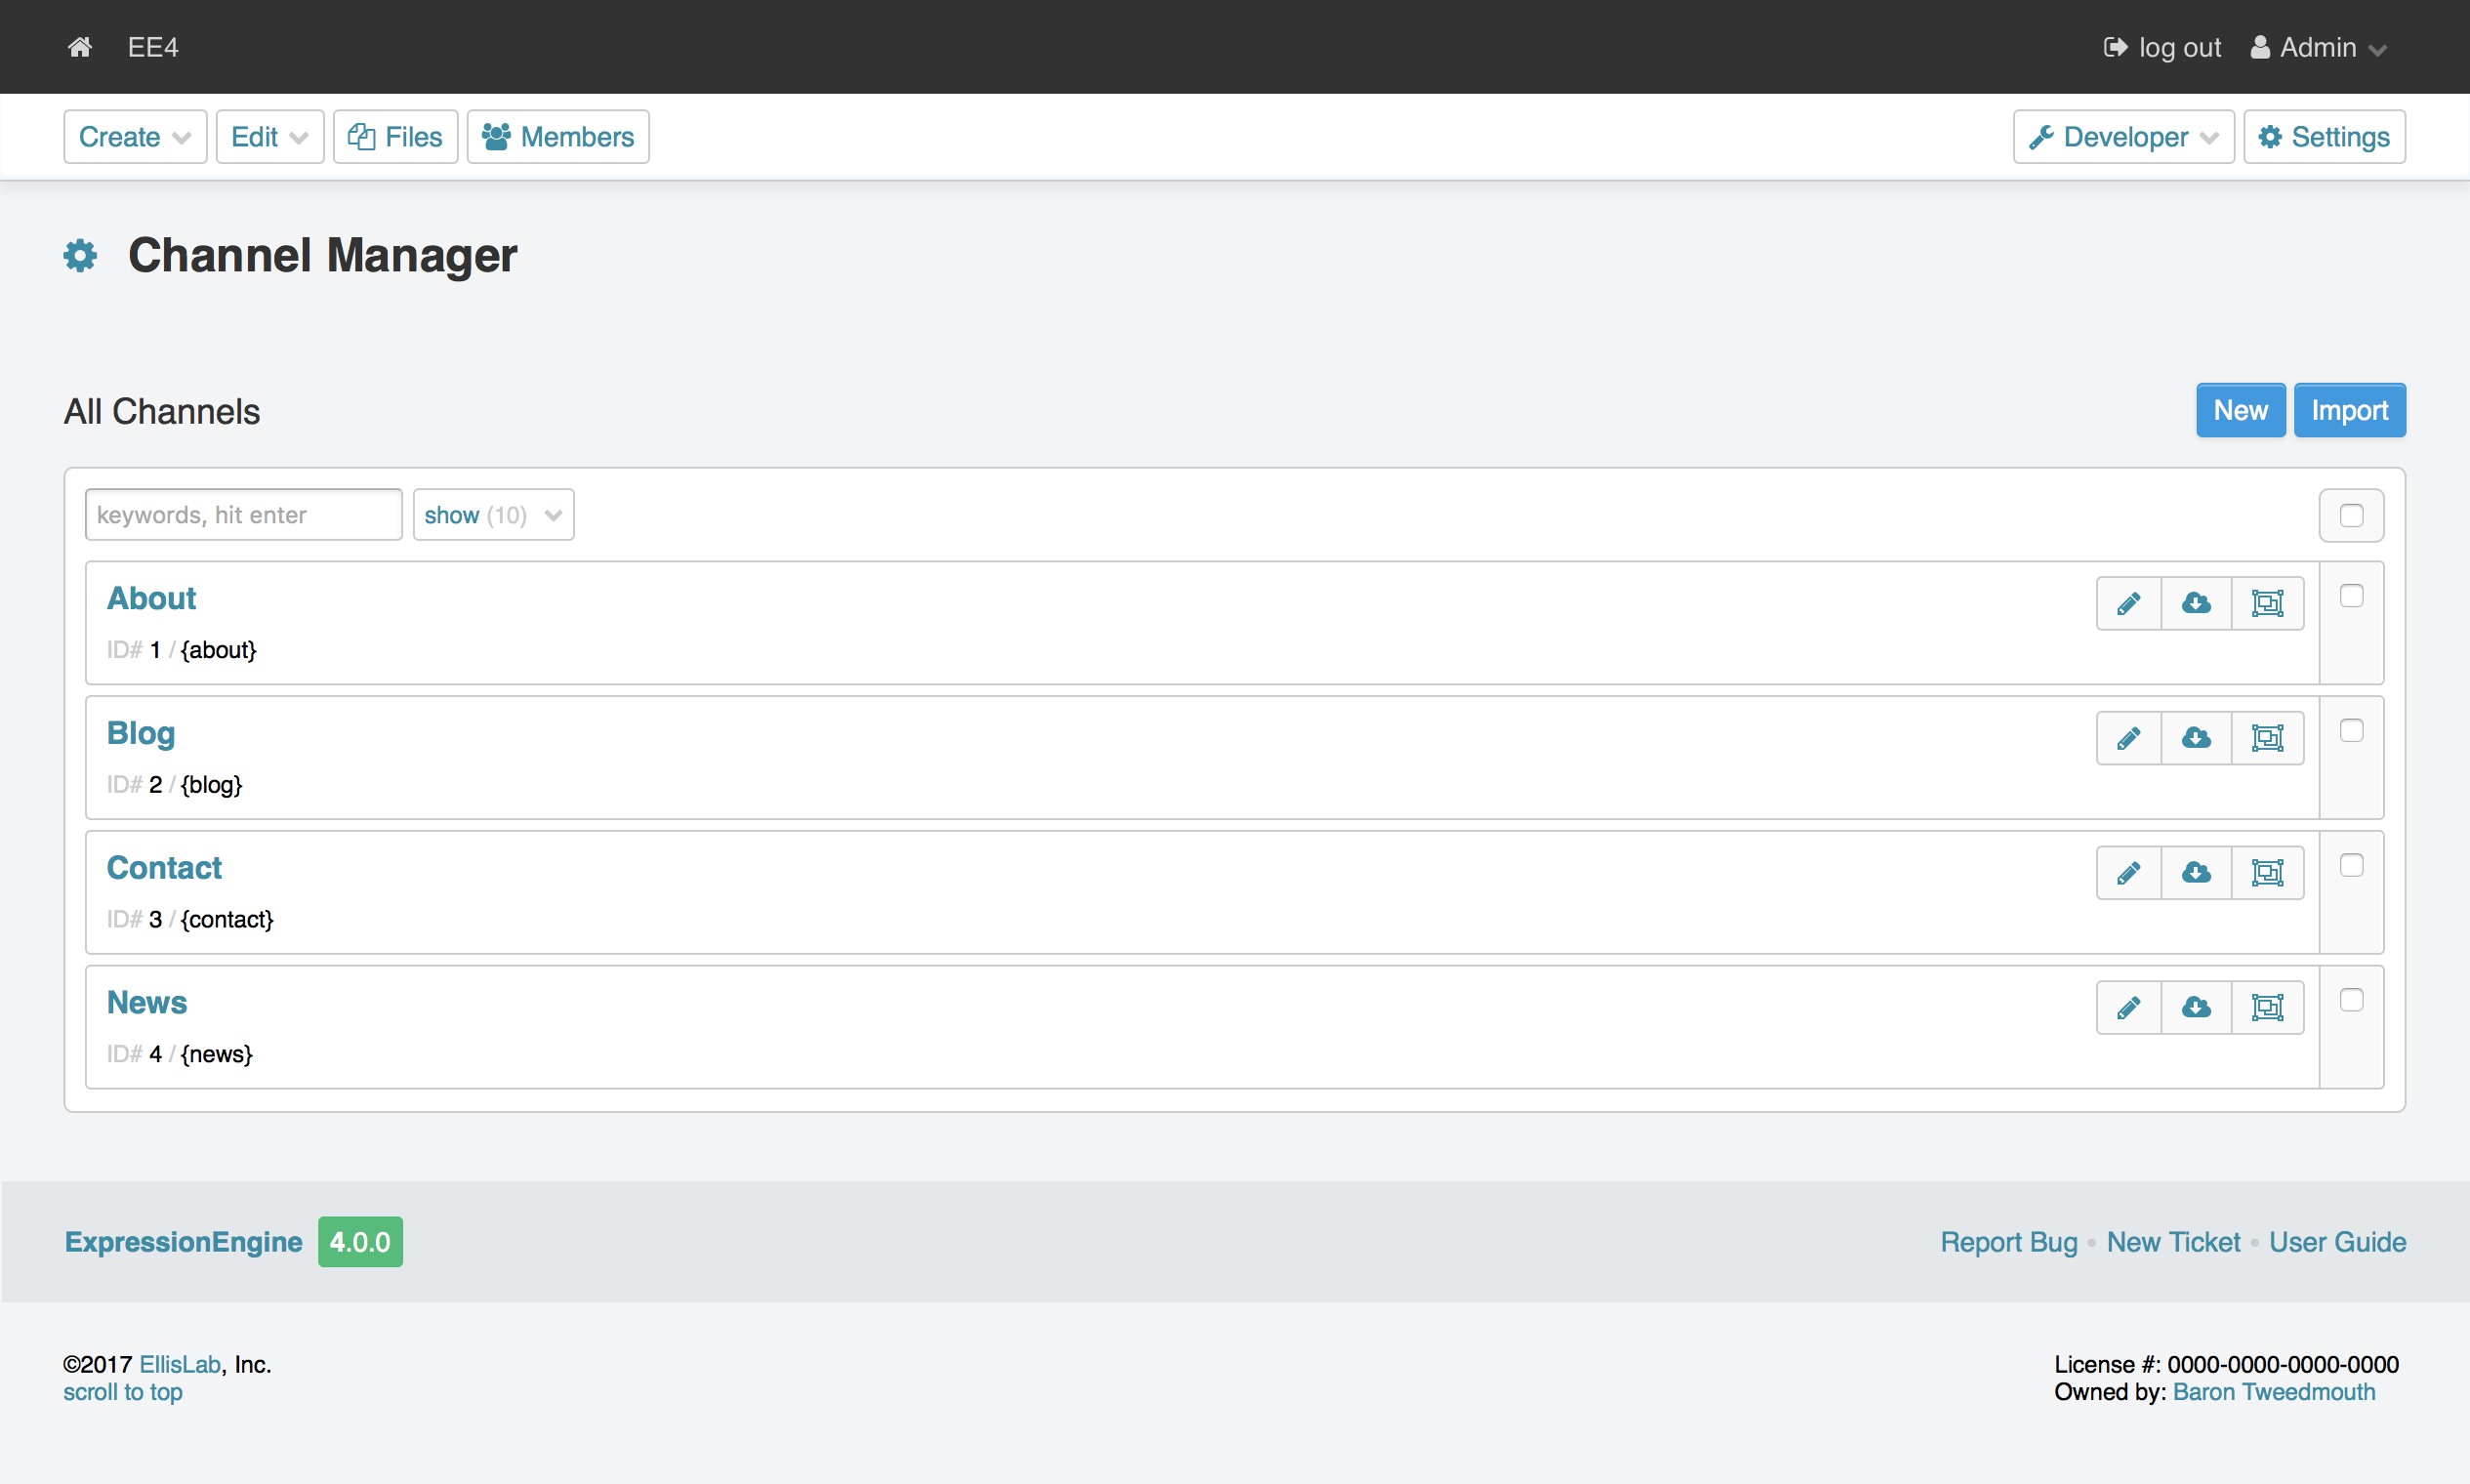 EE4 log out Admin
Create Edit Files Members Developer Settings
Channel Manager
All Channels New Import
keywords, hit enter show (10)
About
ID# 1 / {about}
Blog
ID# 2 / {blog}
Contact
ID# 3 / {contact}
News
ID# 4 / {news}
ExpressionEngine 4.0.0 Report Bug • New Ticket • User Guide
©2017 EllisLab, Inc. License #: 0000-0000-0000-0000
scroll to top Owned by: Baron Tweedmouth